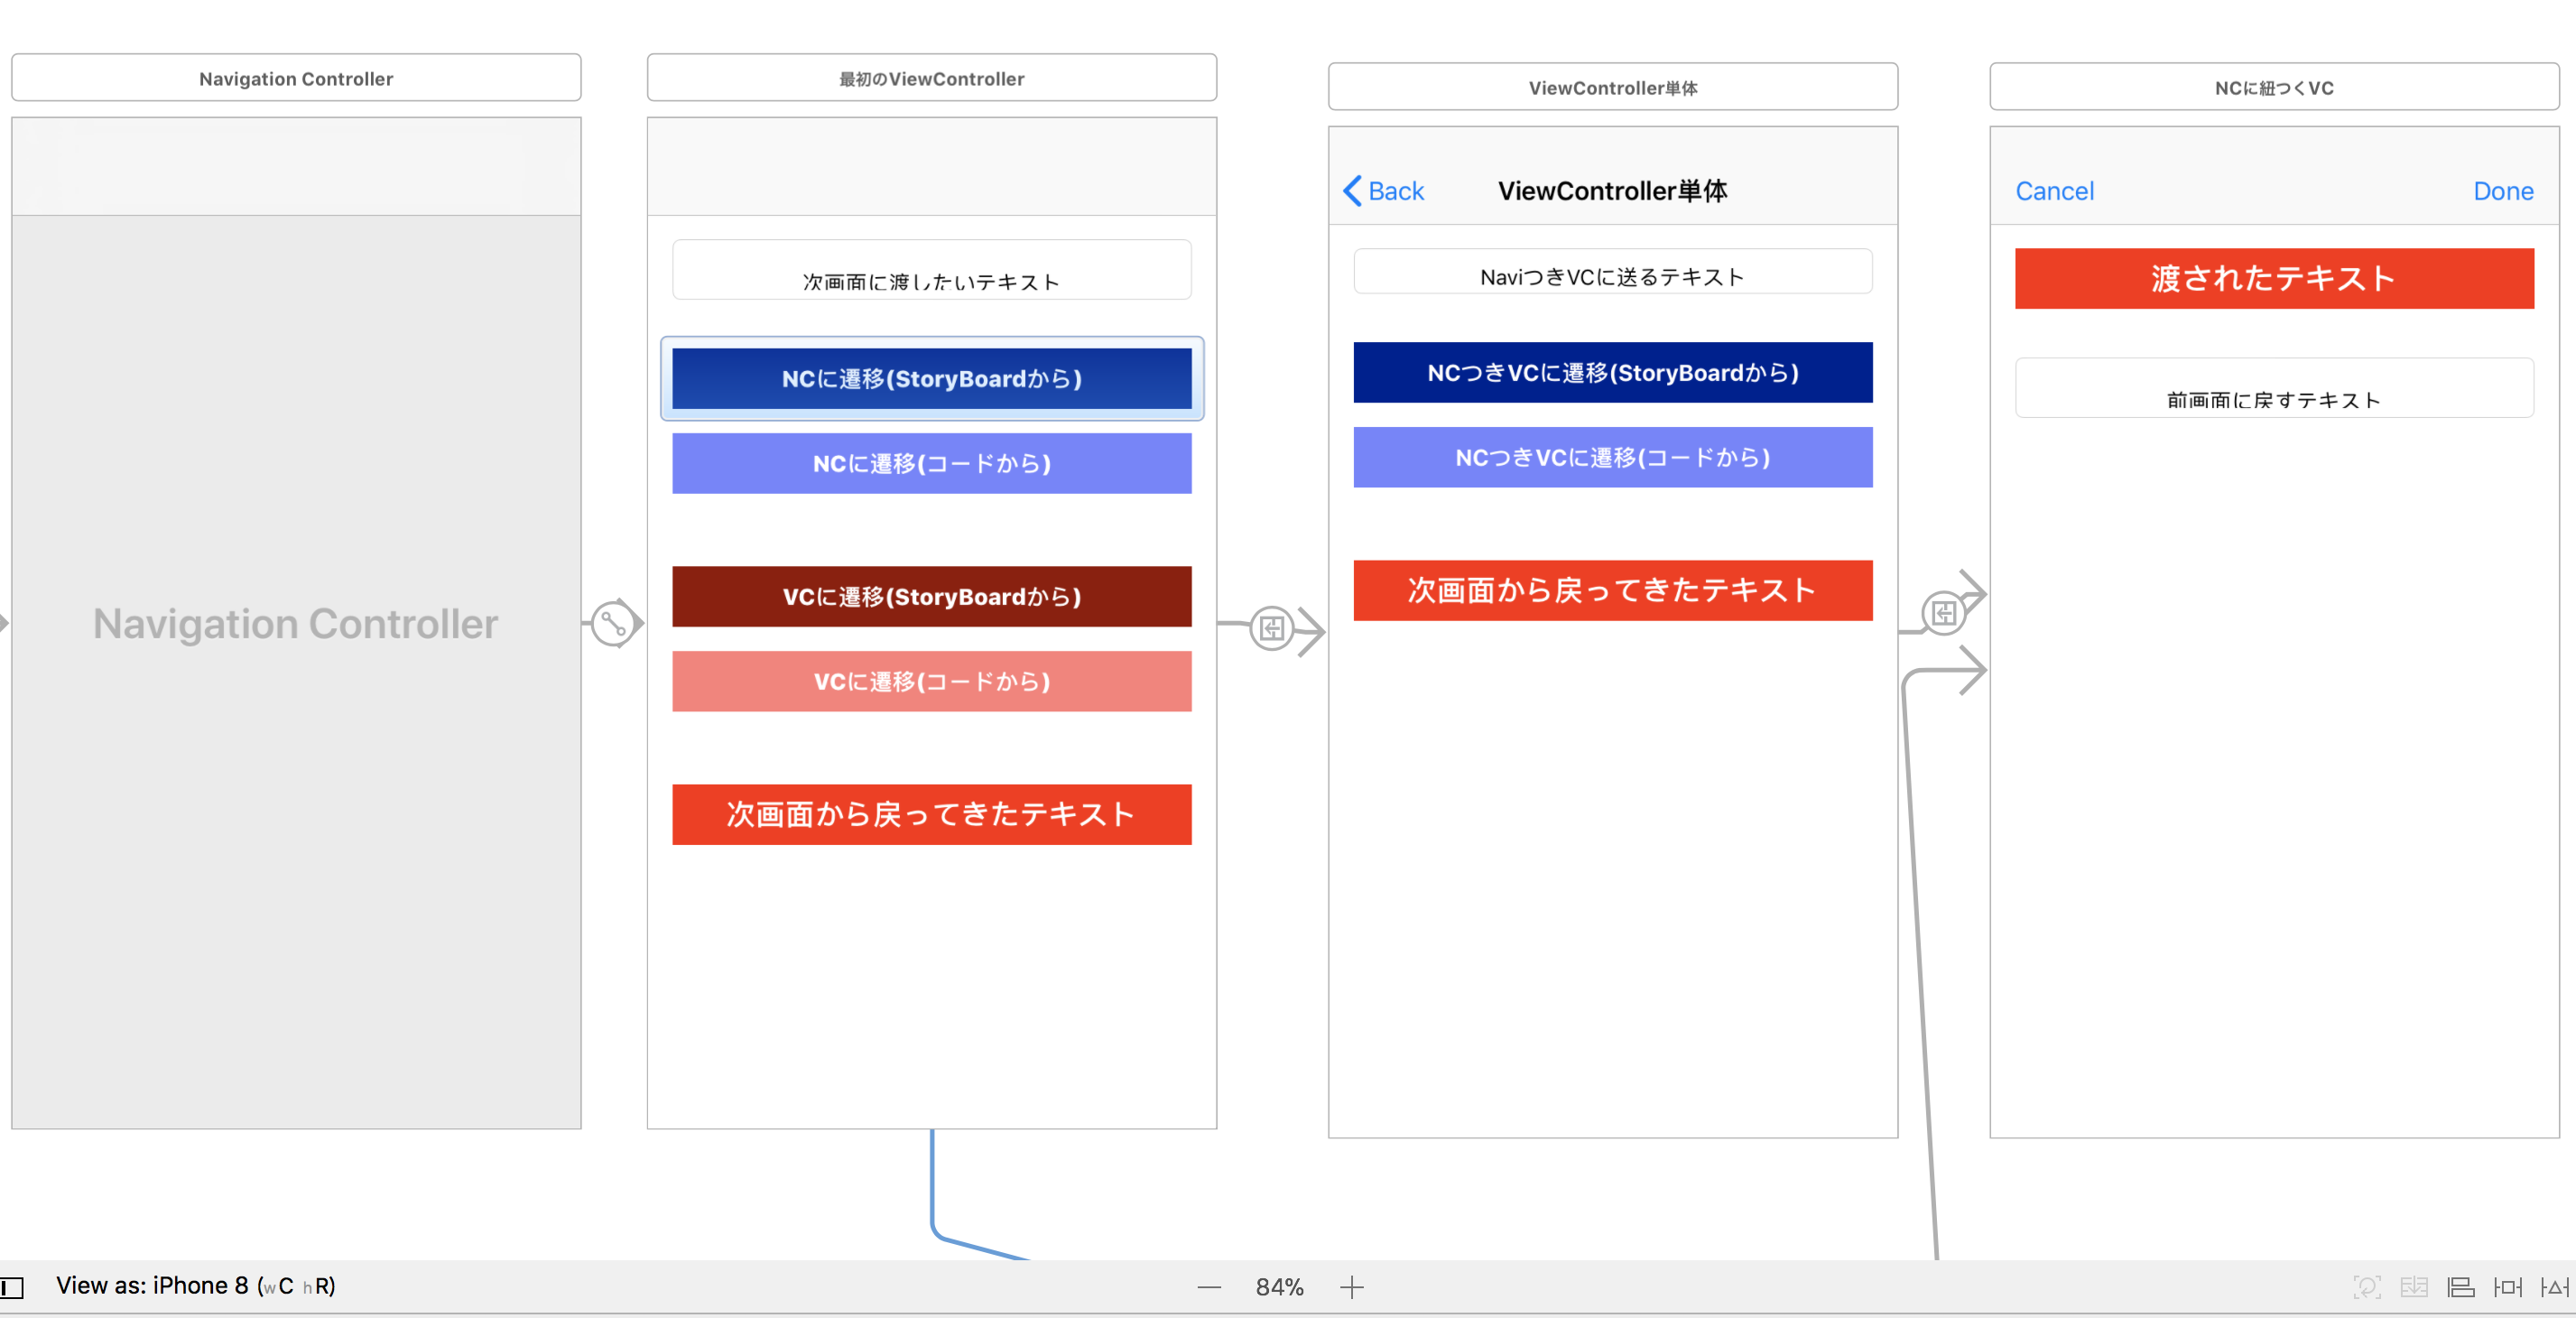 Navigation Controller
最初のViewController
ViewController単体
NCに紐つくVC
Navigation Controller
次画面に渡したいテキスト
NCに遷移(StoryBoardから)
NCに遷移(コードから)
VCに遷移(StoryBoardから)
VCに遷移(コードから)
次画面から戻ってきたテキスト
Back
ViewController単体
NaviつきVCに送るテキスト
NCつきVCに遷移(StoryBoardから)
NCつきVCに遷移(コードから)
次画面から戻ってきたテキスト
Cancel
Done
渡されたテキスト
前画面に戻すテキスト
View as: iPhone 8 (wC hR)
84%